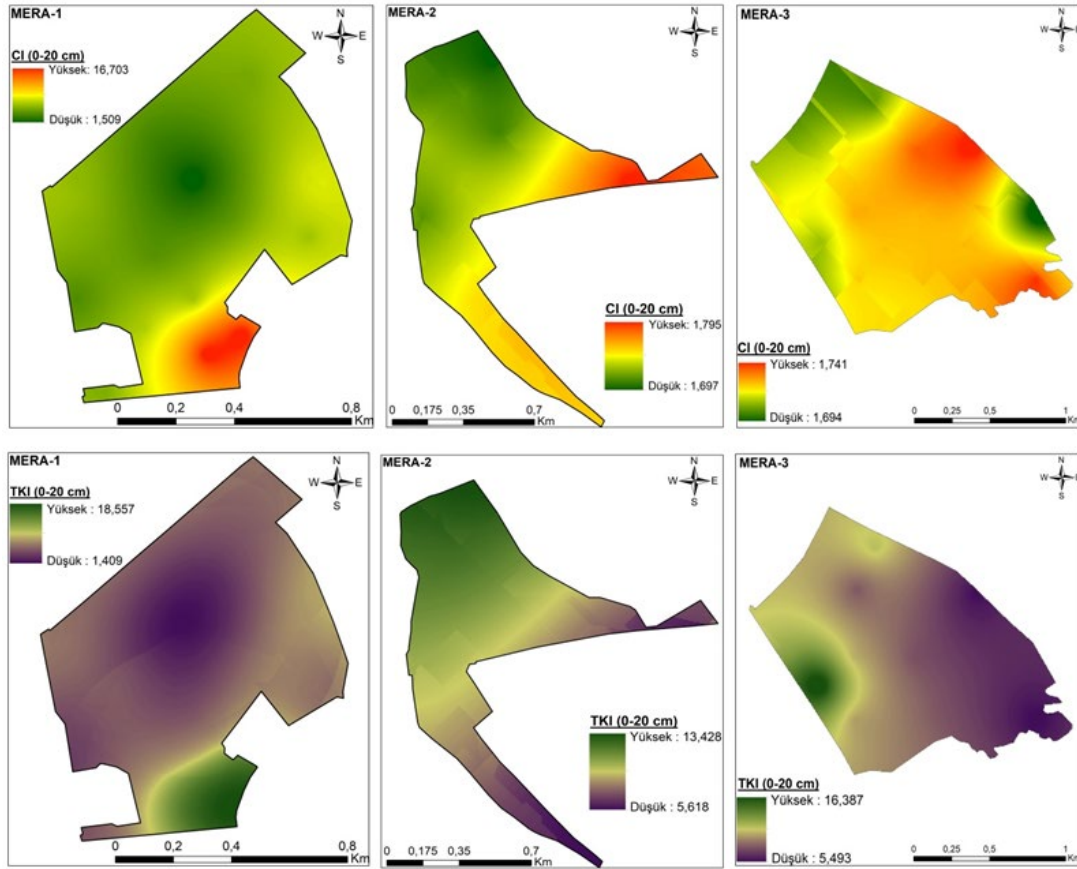 MERA-1
N
W E
S
CI (0-20 cm)
Yüksek: 16,703
Düşük : 1,509
0 0,2 0,4 0,8
Km
MERA-2
N
W E
S
CI (0-20 cm)
Yüksek: 1,795
Düşük : 1,697
0 0,175 0,35 0,7
Km
MERA-3
N
W E
S
CI (0-20 cm)
Yüksek : 1,741
Düşük : 1,694
0 0,25 0,5 1
MERA-1
N
W E
S
TKI (0-20 cm)
Yüksek : 18,557
Düşük : 1,409
0 0,2 0,4 0,8
Km
MERA-2
N
W E
S
TKI (0-20 cm)
Yüksek : 13,428
Düşük : 5,618
0 0,175 0,35 0,7
Km
MERA-3
N
W E
S
TKI (0-20 cm)
Yüksek : 16,387
Düşük : 5,493
0 0,25 0,5 1